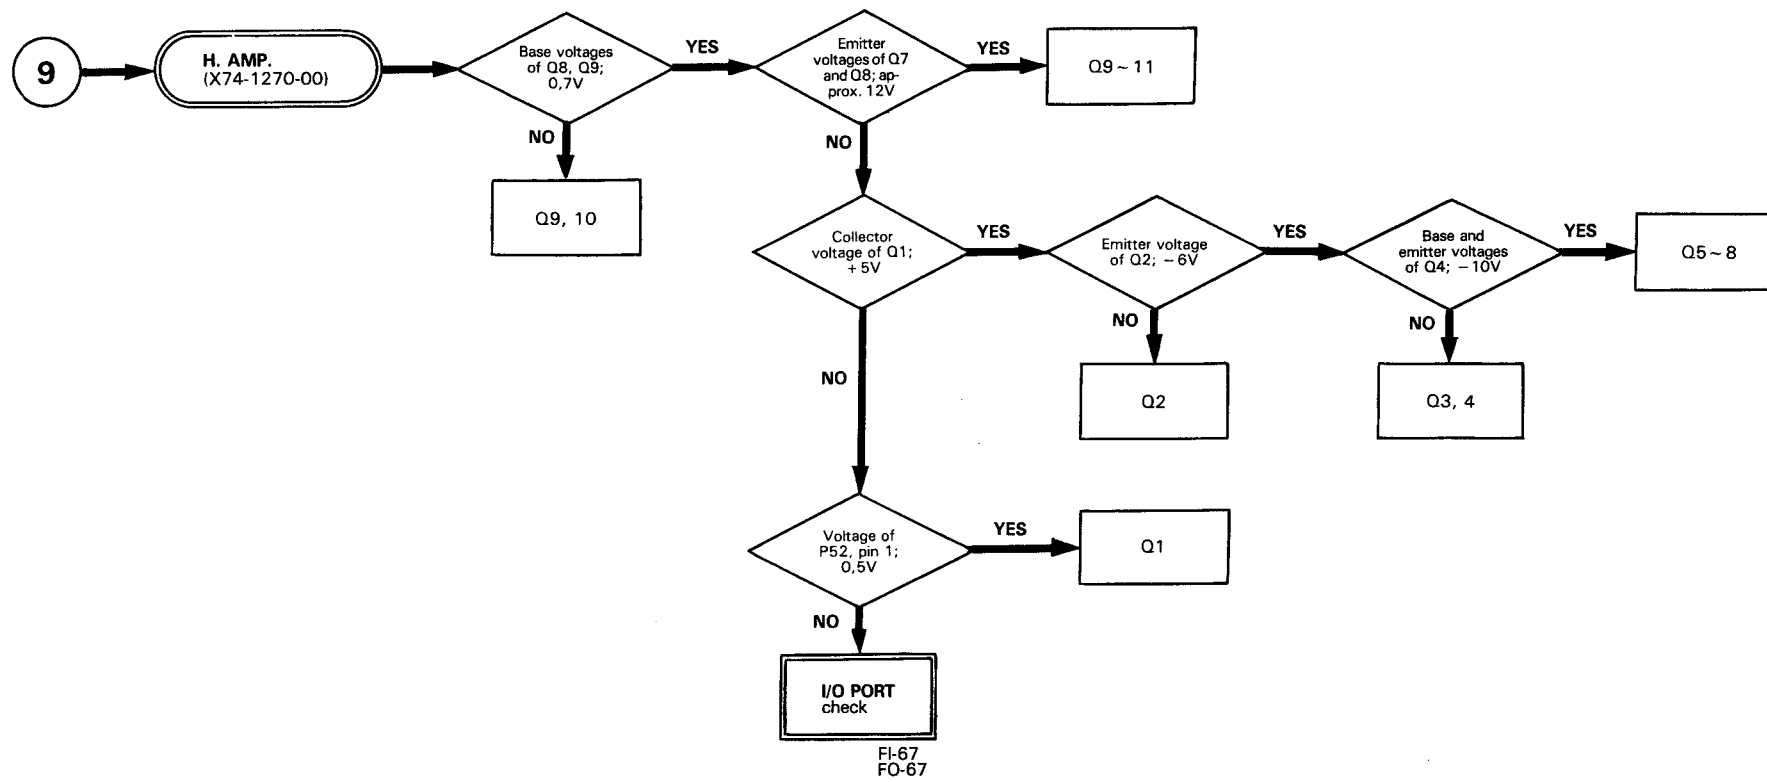 9
H. AMP.
(X74-1270-00)
Base voltages
of Q8, Q9;
0,7V
YES
Emitter
voltages of Q7
and Q8; ap-
prox. 12V
YES
Q9~11
NO
Q9, 10
NO
Collector
voltage of Q1;
+5V
YES
Emitter voltage
of Q2; −6V
YES
Base and
emitter voltages
of Q4; −10V
YES
Q5~8
NO
Q2
NO
Q3, 4
NO
Voltage of
P52, pin 1;
0,5V
YES
Q1
NO
I/O PORT
check
FI-67
FO-67